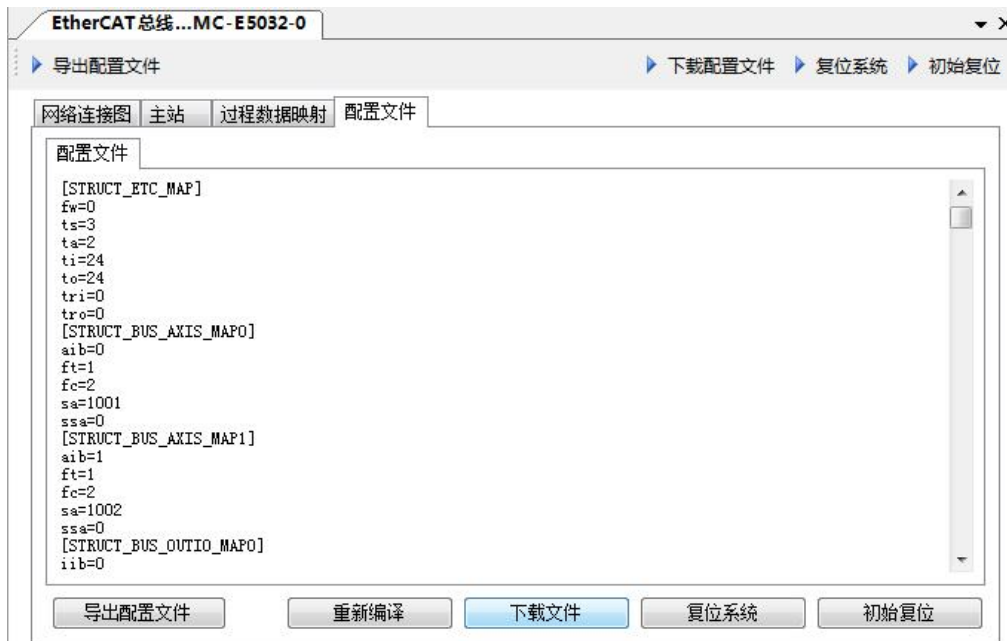 EtherCAT总线...MC-E5032-0
导出配置文件 下载配置文件 复位系统 初始复位
网络连接图 主站 过程数据映射 配置文件
配置文件
[STRUCT_ETC_MAP]
fw=0
ts=3
ta=2
ti=24
to=24
tri=0
tro=0
[STRUCT_BUS_AXIS_MAP0]
aib=0
ft=1
fc=2
sa=1001
ssa=0
[STRUCT_BUS_AXIS_MAP1]
aib=1
ft=1
fc=2
sa=1002
ssa=0
[STRUCT_BUS_OUTIO_MAP0]
iib=0
导出配置文件 重新编译 下载文件 复位系统 初始复位